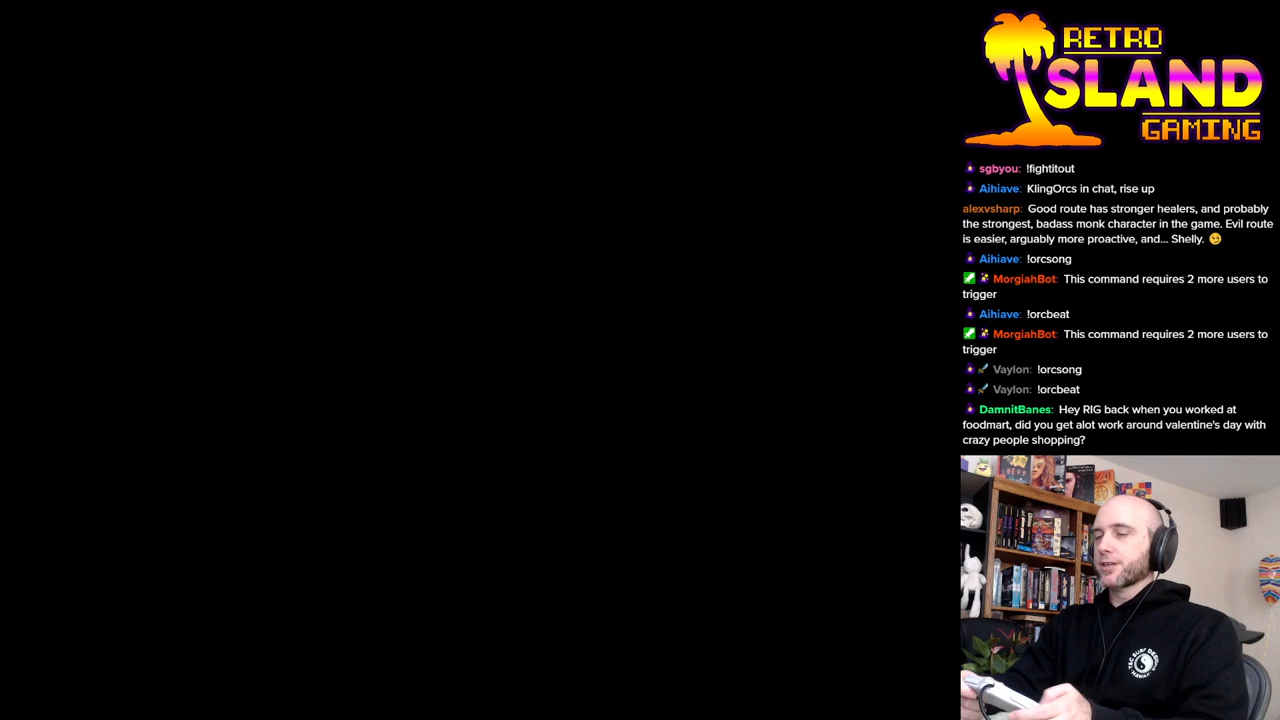 RETRO
ISLAND
GAMING
sgbyou: !fightitout
Aihiave: KlingOrcs in chat, rise up
alexvsharp: Good route has stronger healers, and probably
the strongest, badass monk character in the game. Evil route
is easier, arguably more proactive, and... Shelly. 😏
Aihiave: !orcsong
MorgiahBot: This command requires 2 more users to
trigger
Aihiave: !orcbeat
MorgiahBot: This command requires 2 more users to
trigger
Vaylon: !orcsong
Vaylon: !orcbeat
DamnitBanes: Hey RIG back when you worked at
foodmart, did you get alot work around valentine's day with
crazy people shopping?